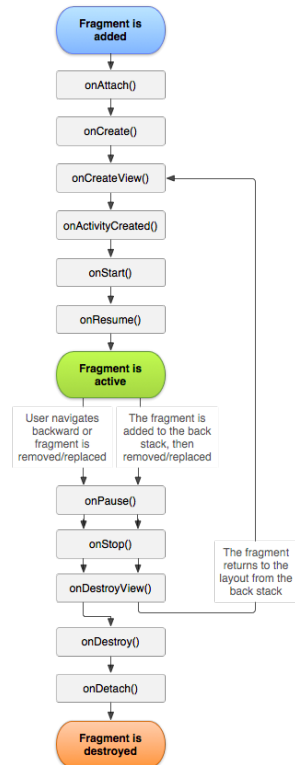 Fragment is
added
onAttach()
onCreate()
onCreateView()
onActivityCreated()
onStart()
onResume()
Fragment is
active
User navigates
backward or
fragment is
removed/replaced
The fragment is
added to the back
stack, then
removed/replaced
onPause()
onStop()
onDestroyView()
The fragment
returns to the
layout from the
back stack
onDestroy()
onDetach()
Fragment is
destroyed